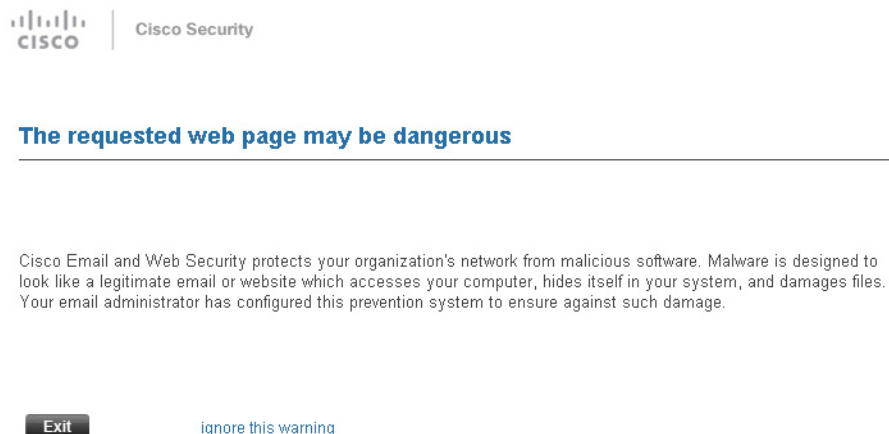 CISCO
Cisco Security
The requested web page may be dangerous
Cisco Email and Web Security protects your organization's network from malicious software. Malware is designed to
look like a legitimate email or website which accesses your computer, hides itself in your system, and damages files.
Your email administrator has configured this prevention system to ensure against such damage.
Exit
ignore this warning